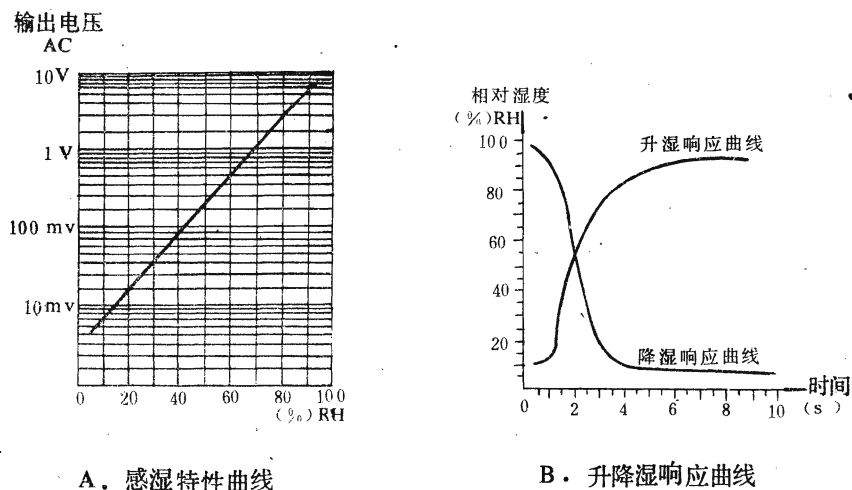 输出电压
AC
10V
1 V
100 mv
10mv
0 20 40 60 80 100
(%) RH
A．感湿特性曲线
相对湿度
(%)RH
100
80
60
40
20
升湿响应曲线
降湿响应曲线
0 2 4 6 8 10
时间
(s)
B．升降湿响应曲线